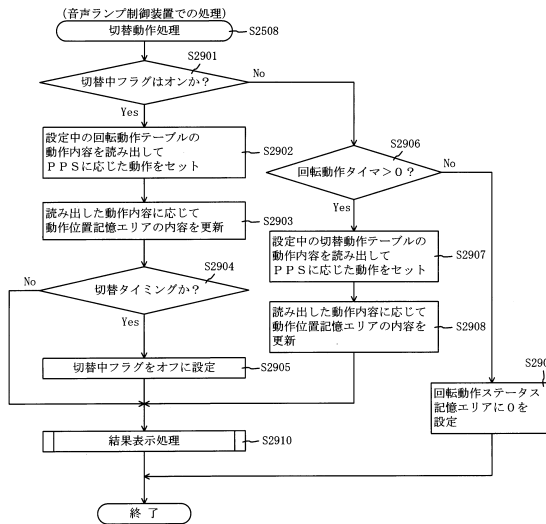 (音声ランプ制御装置での処理)
切替動作処理
S2508
S2901
切替中フラグはオンか？
No
Yes
設定中の回転動作テーブルの
動作内容を読み出して
ＰＰＳに応じた動作をセット
S2902
S2906
回転動作タイマ＞０？
No
Yes
読み出した動作内容に応じて
動作位置記憶エリアの内容を更新
S2903
設定中の切替動作テーブルの
動作内容を読み出して
ＰＰＳに応じた動作をセット
S2907
S2904
切替タイミングか？
No
Yes
読み出した動作内容に応じて
動作位置記憶エリアの内容を
更新
S2908
切替中フラグをオフに設定
S2905
S290
回転動作ステータス
記憶エリアに０を
設定
結果表示処理
S2910
終了